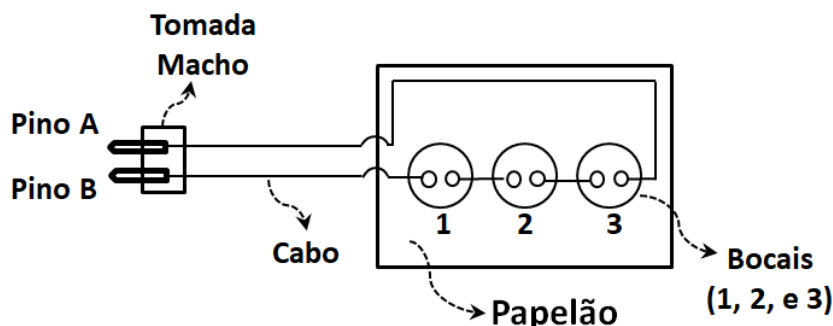 Tomada
Macho
Pino A
Pino B
Cabo
1 2 3
Bocais
(1, 2, e 3)
Papelão